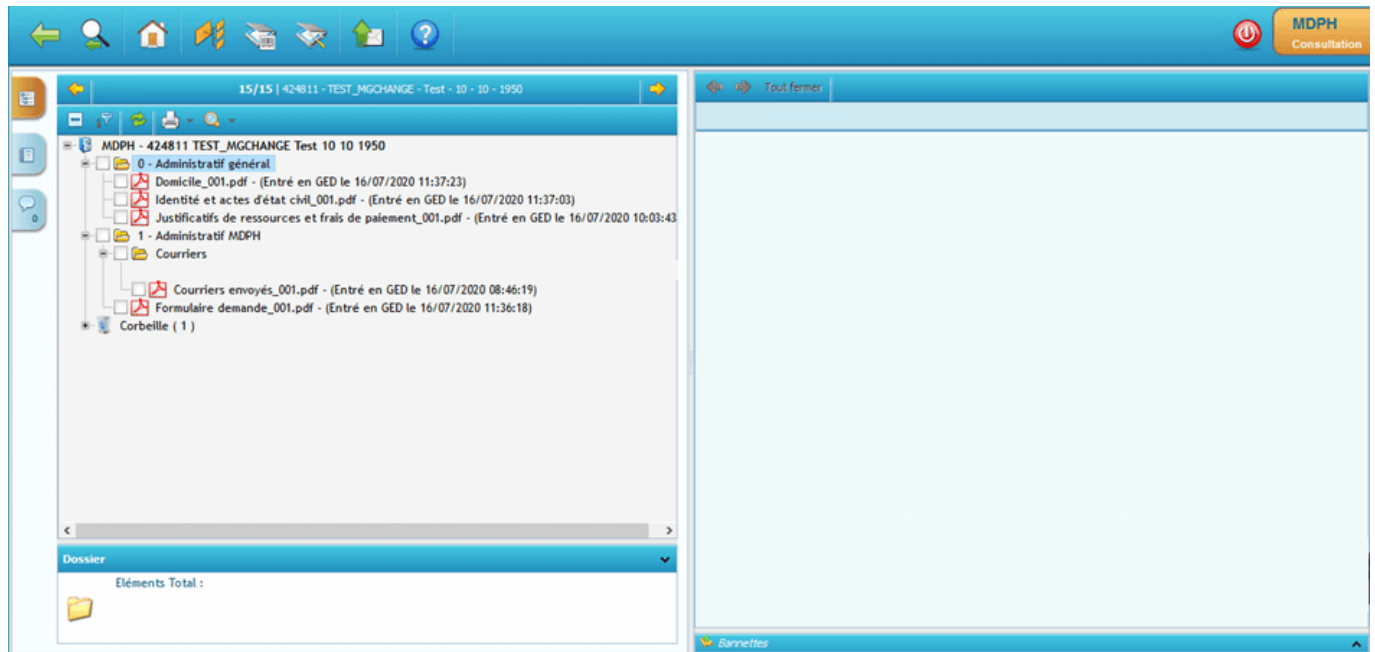 MDPH
Consultation
15/15 | 424811 - TEST_MGCHANGE - Test - 10 - 10 - 1950
Tout fermer
MDPH - 424811 TEST_MGCHANGE Test 10 10 1950
0 - Administratif général
Domicile_001.pdf - (Entré en GED le 16/07/2020 11:37:23)
Identité et actes d'état civil_001.pdf - (Entré en GED le 16/07/2020 11:37:03)
Justificatifs de ressources et frais de paiement_001.pdf - (Entré en GED le 16/07/2020 10:03:43
1 - Administratif MDPH
Courriers
0
Courriers envoyés_001.pdf - (Entré en GED le 16/07/2020 08:46:19)
Formulaire demande_001.pdf - (Entré en GED le 16/07/2020 11:36:18)
Corbeille ( 1 )
Dossier
Eléments Total :
Bannettes